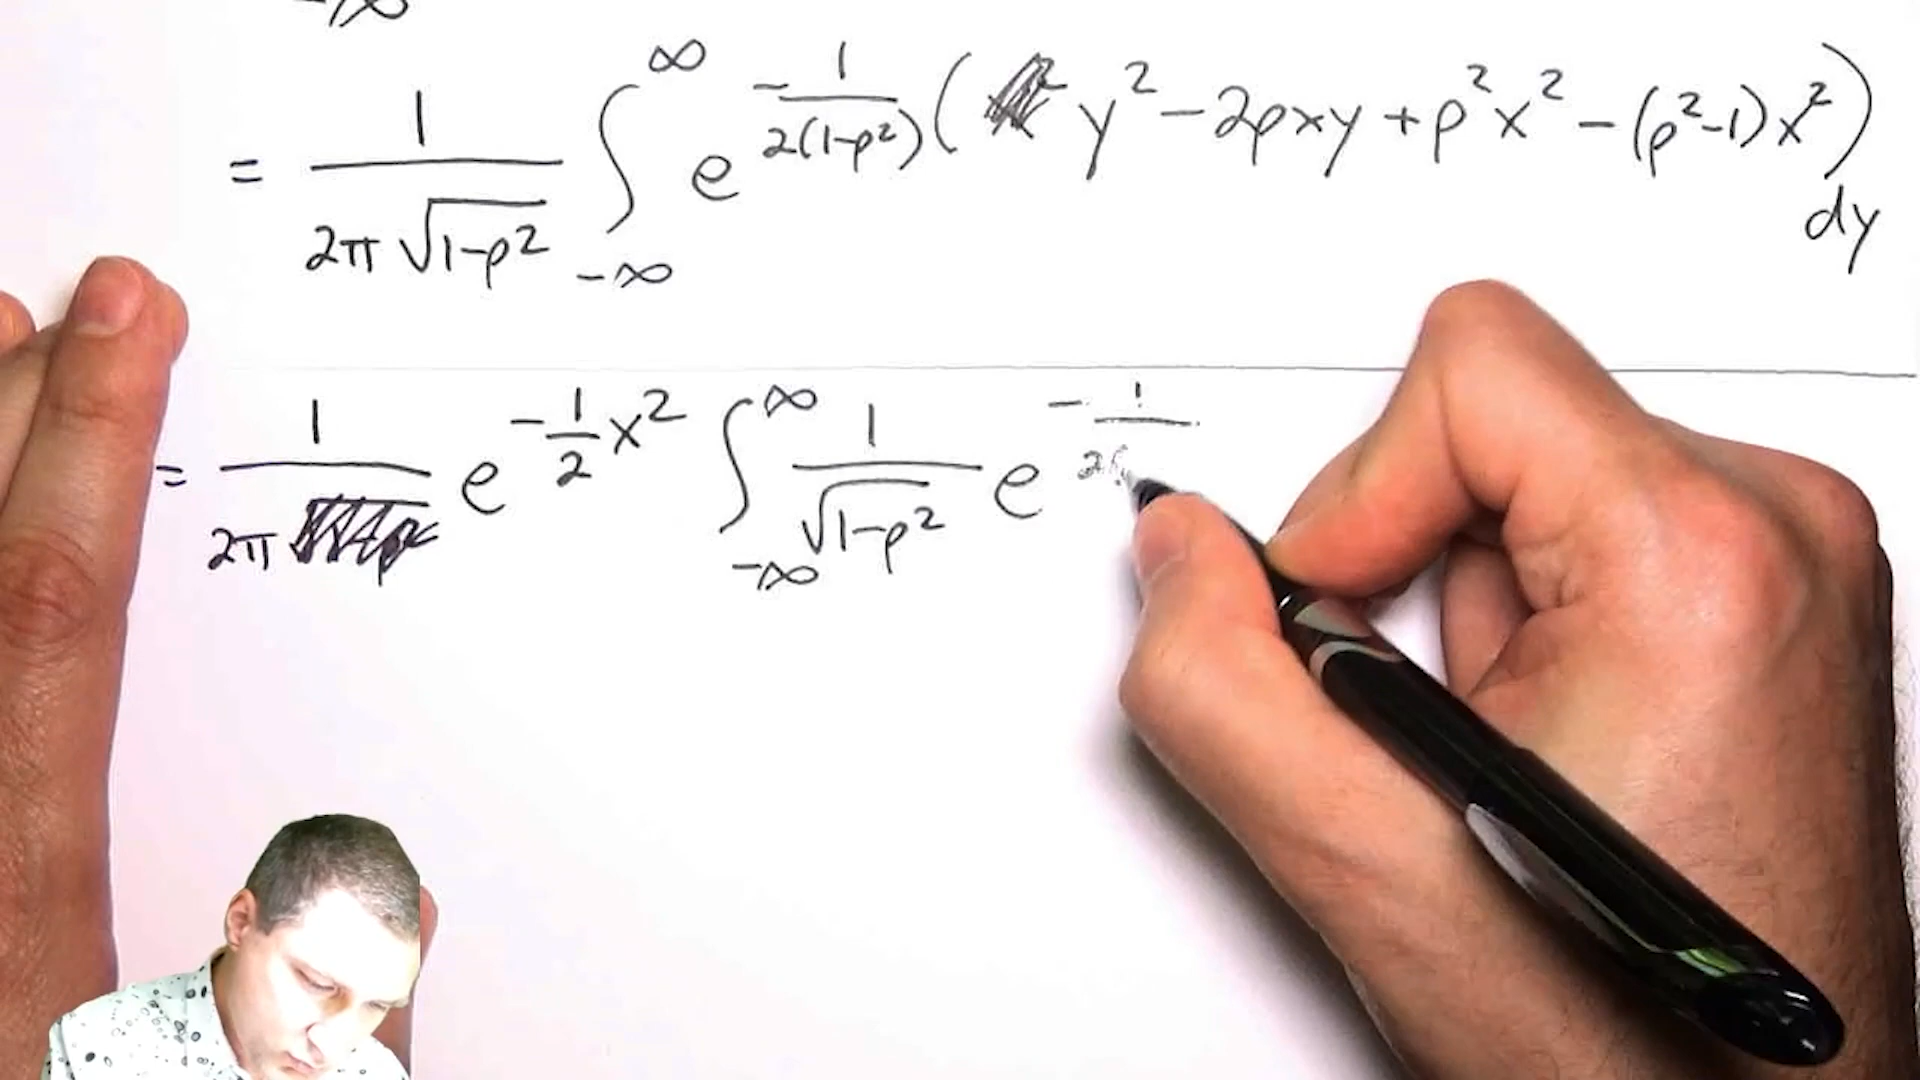 -∞
= 1/(2π√(1-ρ²)) ∫_{-∞}^{∞} e^{-1/(2(1-ρ²)) (y² - 2ρxy + ρ²x² - (ρ²-1)x²)} dy
= 1/(2π) e^{-1/2 x²} ∫_{-∞}^{∞} 1/√(1-ρ²) e^{-1/(2(